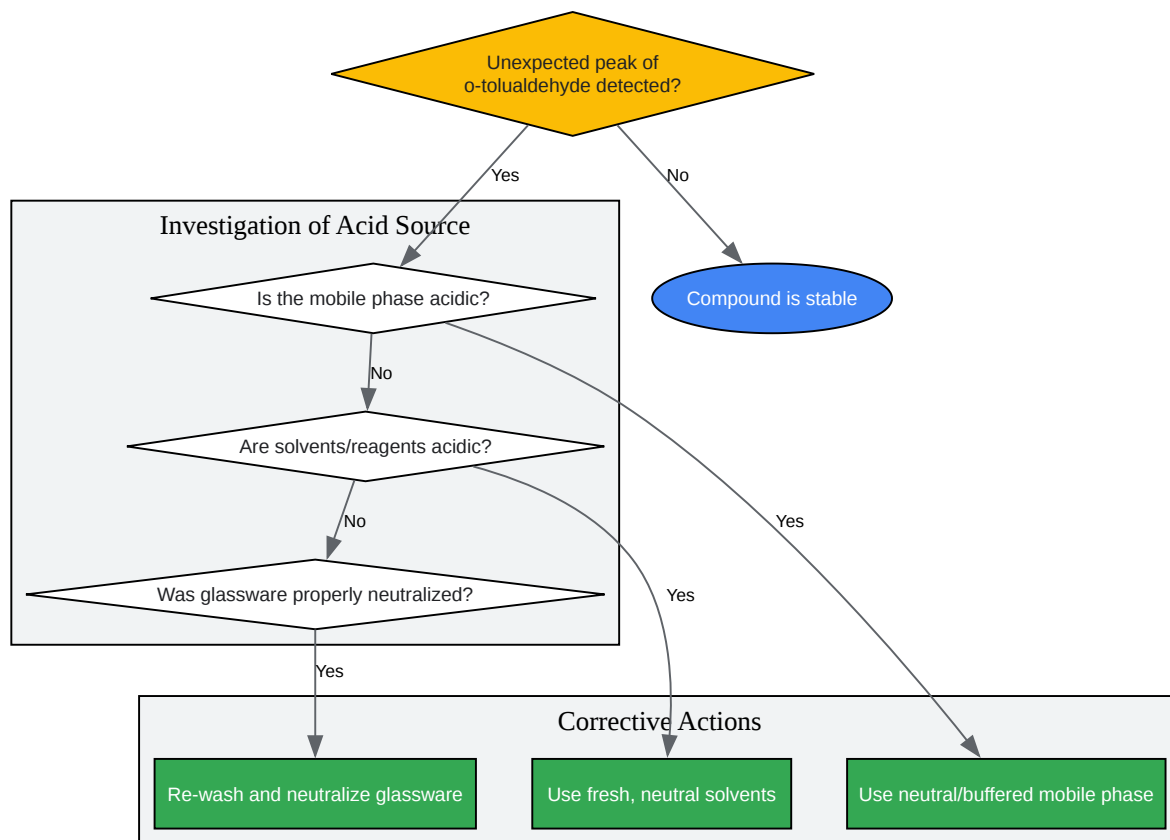 Unexpected peak of
o-tolualdehyde detected?
Yes
No
Investigation of Acid Source
Is the mobile phase acidic?
Compound is stable
No
Are solvents/reagents acidic?
No
Yes
Was glassware properly neutralized?
Yes
Yes
Corrective Actions
Re-wash and neutralize glassware
Use fresh, neutral solvents
Use neutral/buffered mobile phase